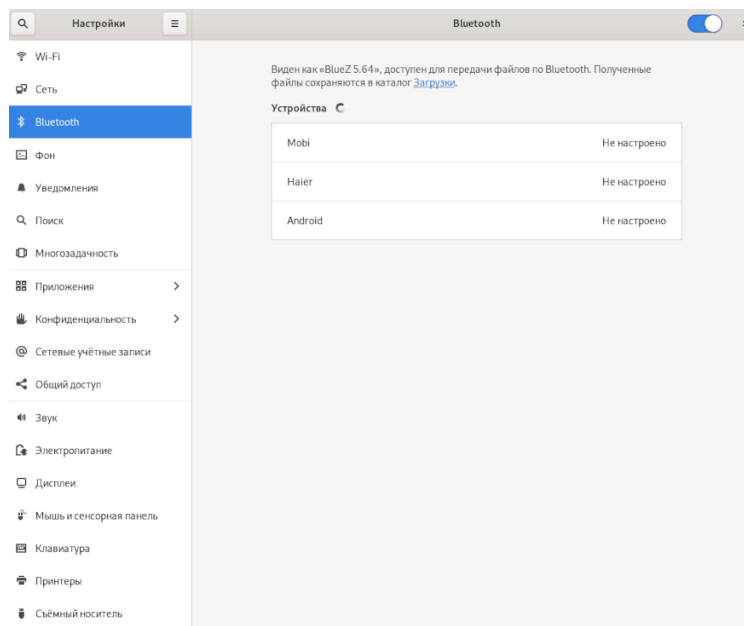 Настройки
Bluetooth
Wi-Fi
Сеть
Bluetooth
Фон
Уведомления
Поиск
Многозадачность
Приложения
Конфиденциальность
Сетевые учётные записи
Общий доступ
Звук
Электропитание
Дисплеи
Мышь и сенсорная панель
Клавиатура
Принтеры
Съёмный носитель
Виден как «BlueZ 5.64», доступен для передачи файлов по Bluetooth. Полученные
файлы сохраняются в каталог Загрузки.
Устройства
Mobi Не настроено
Haier Не настроено
Android Не настроено